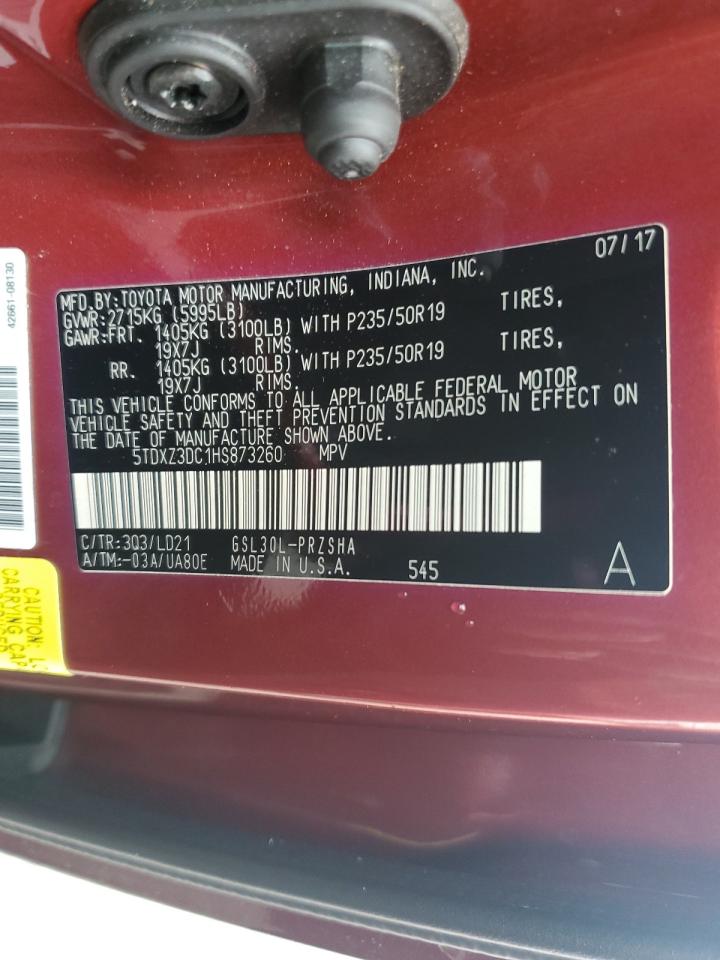 07/17
MFD.BY:TOYOTA MOTOR MANUFACTURING, INDIANA, INC.
GVWR:2715KG (5995LB)
GAWR:FRT. 1405KG (3100LB) WITH P235/50R19 TIRES,
19X7J RIMS.
RR. 1405KG (3100LB) WITH P235/50R19 TIRES,
19X7J RIMS.
THIS VEHICLE CONFORMS TO ALL APPLICABLE FEDERAL MOTOR
VEHICLE SAFETY AND THEFT PREVENTION STANDARDS IN EFFECT ON
THE DATE OF MANUFACTURE SHOWN ABOVE.
5TDXZ3DC1HS873260 MPV
C/TR:3Q3/LD21 GSL30L-PRZSHA
A/TM:-03A/UA80E MADE IN U.S.A. 545 A
42661-08130
CAUTION:
CARRYING